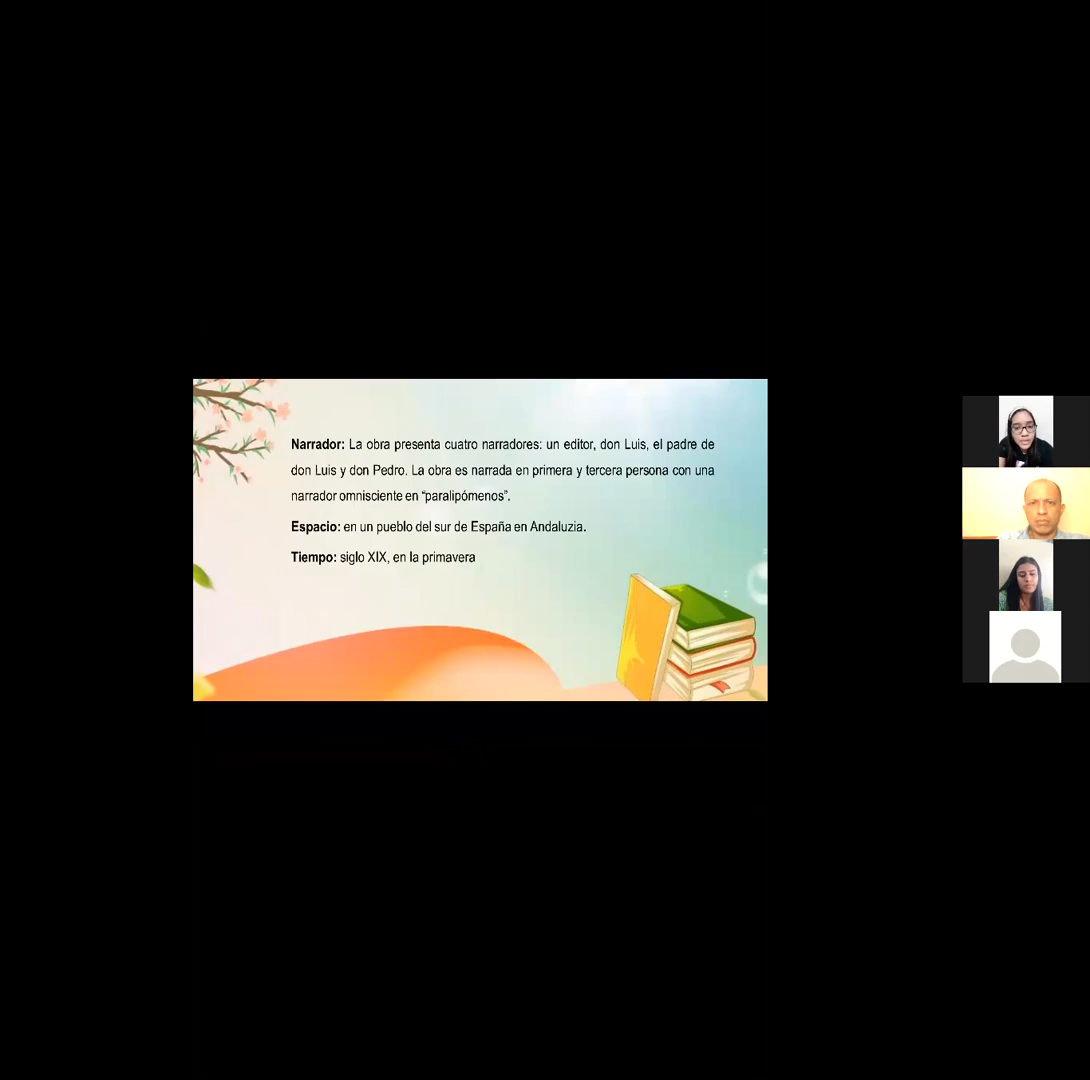 Narrador: La obra presenta cuatro narradores: un editor, don Luis, el padre de
don Luis y don Pedro. La obra es narrada en primera y tercera persona con una
narrador omnisciente en “paralipómenos”.
Espacio: en un pueblo del sur de España en Andaluzia.
Tiempo: siglo XIX, en la primavera